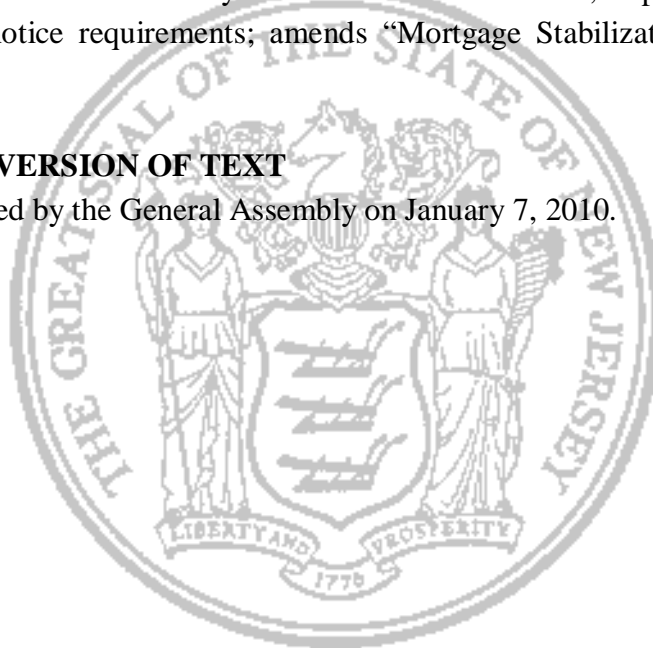 notice requirements; amends “Mortgage Stabilizat
VERSION OF TEXT
ed by the General Assembly on January 7, 2010.
THE GREAT SEAL OF THE STATE OF NEW JERSEY
LIBERTY AND PROSPERITY
1776